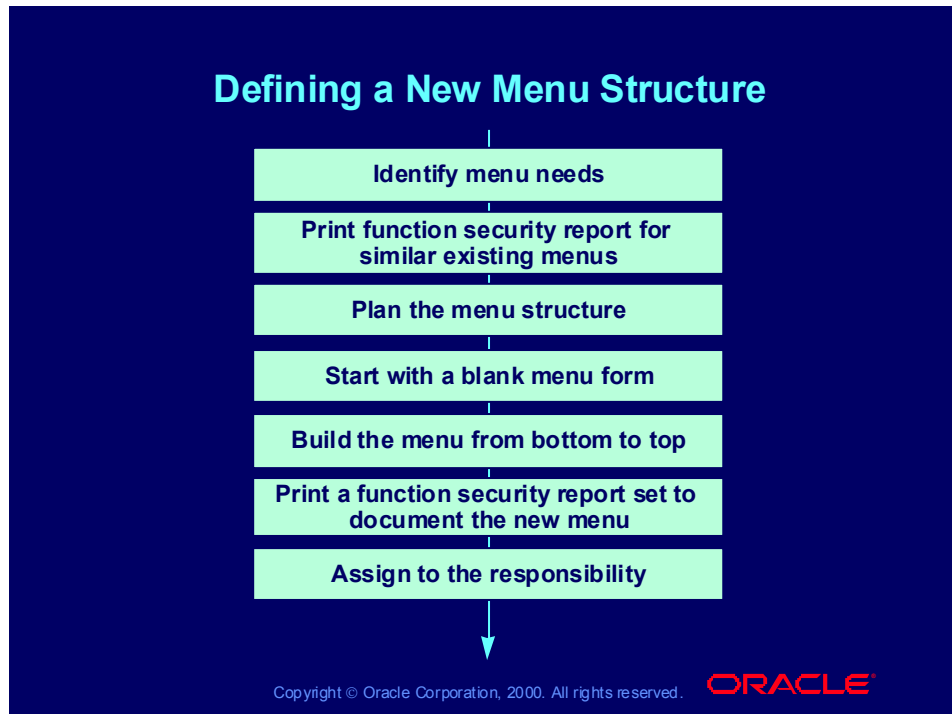 Defining a New Menu Structure
Identify menu needs
Print function security report for
similar existing menus
Plan the menu structure
Start with a blank menu form
Build the menu from bottom to top
Print a function security report set to
document the new menu
Assign to the responsibility
Copyright © Oracle Corporation, 2000. All rights reserved.
ORACLE®